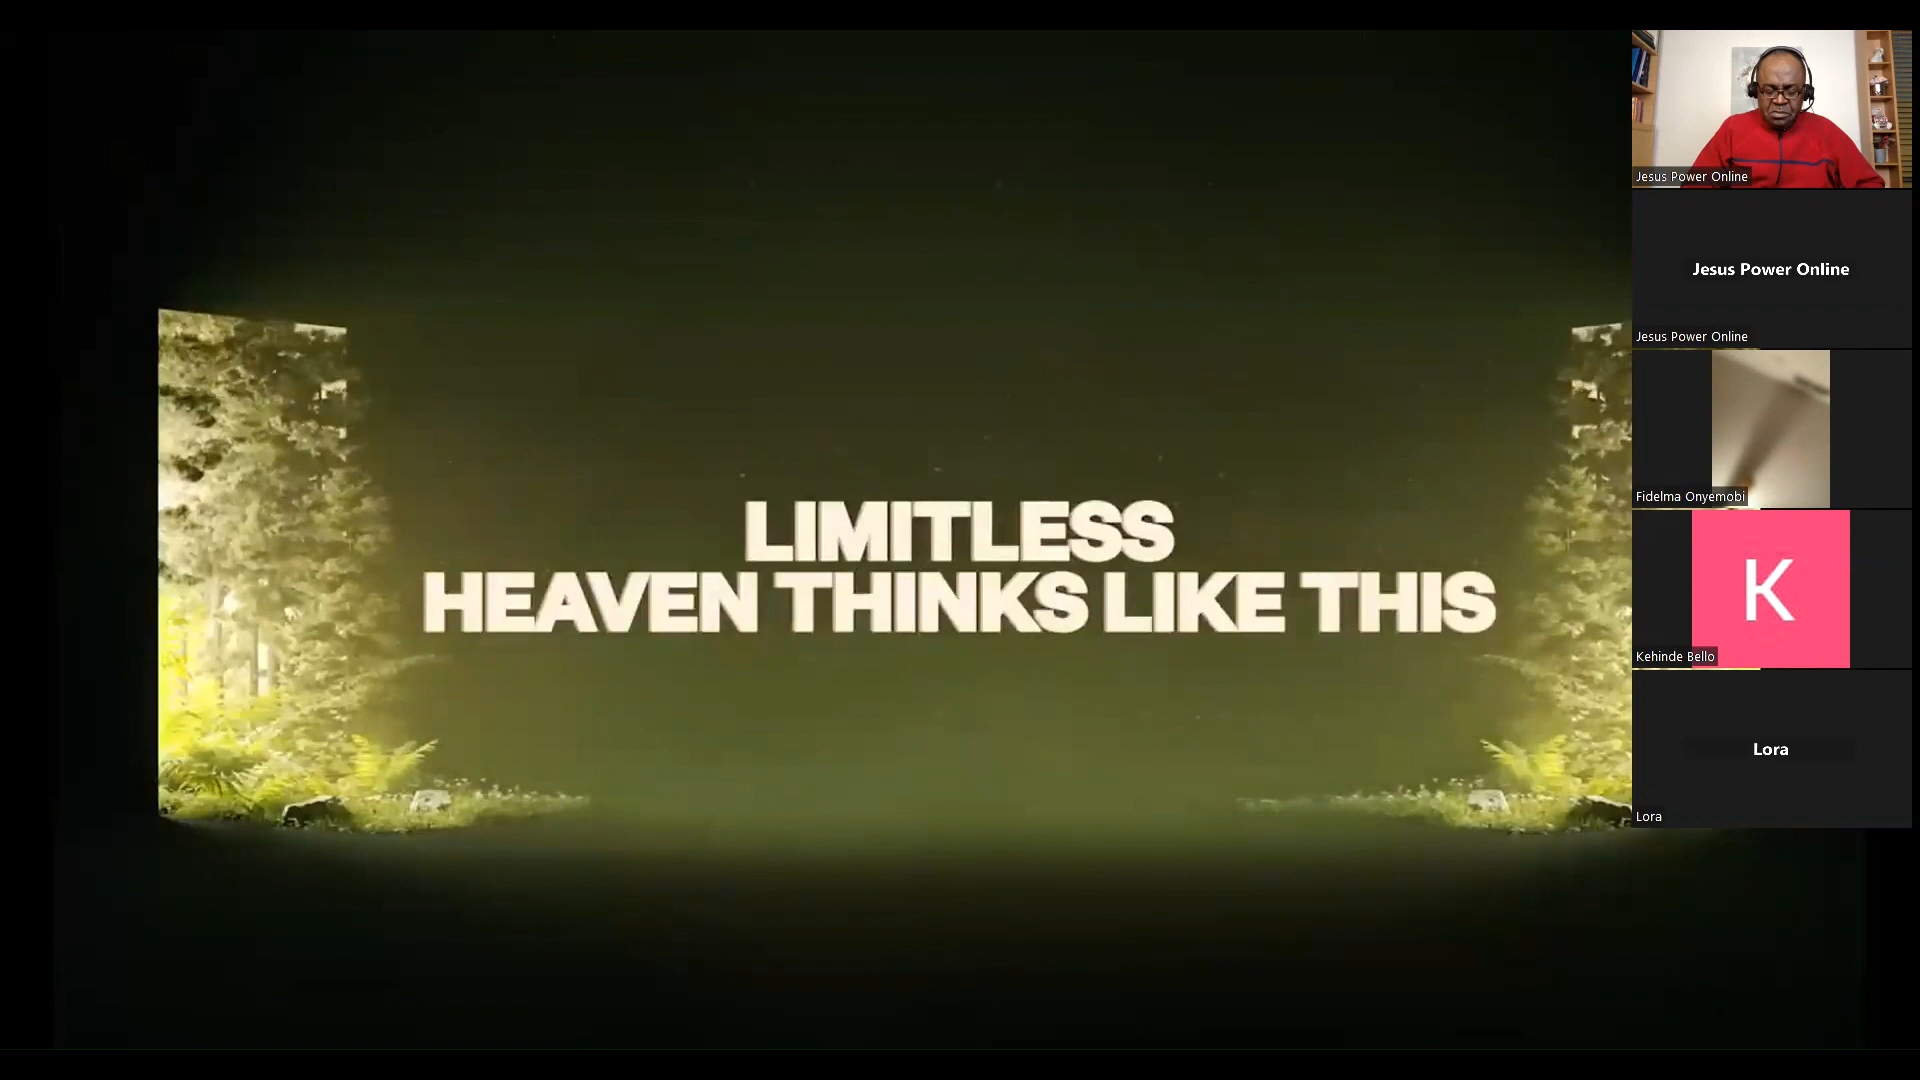 LIMITLESS
HEAVEN THINKS LIKE THIS
Jesus Power Online
Jesus Power Online
Jesus Power Online
Fidelma Onyemobi
K
Kehinde Bello
Lora
Lora